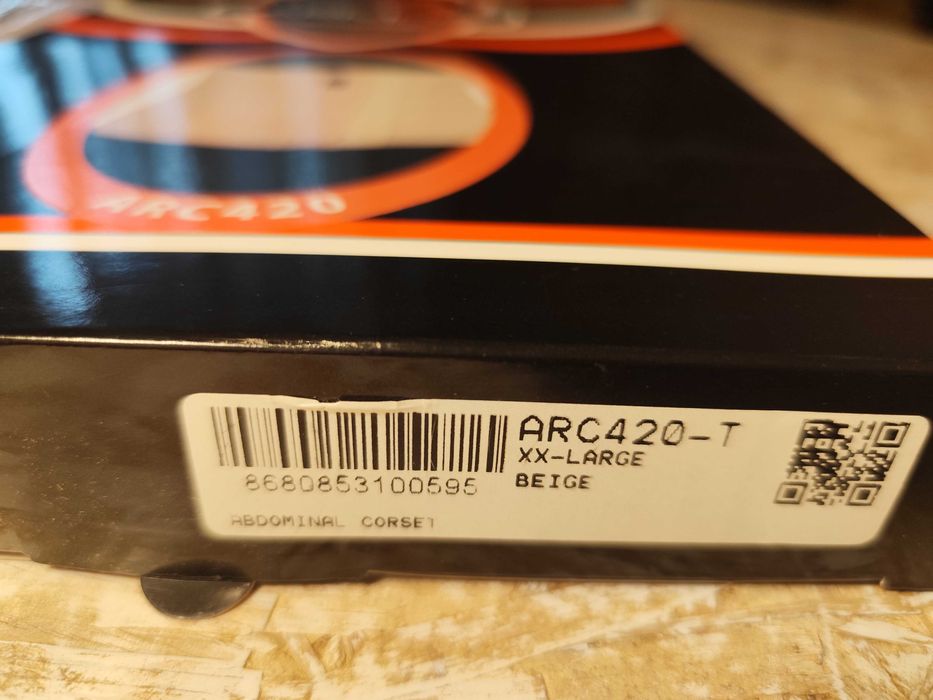 ARC420
ARC420-T
XX-LARGE
BEIGE
8680853100595
ABDOMINAL CORSET